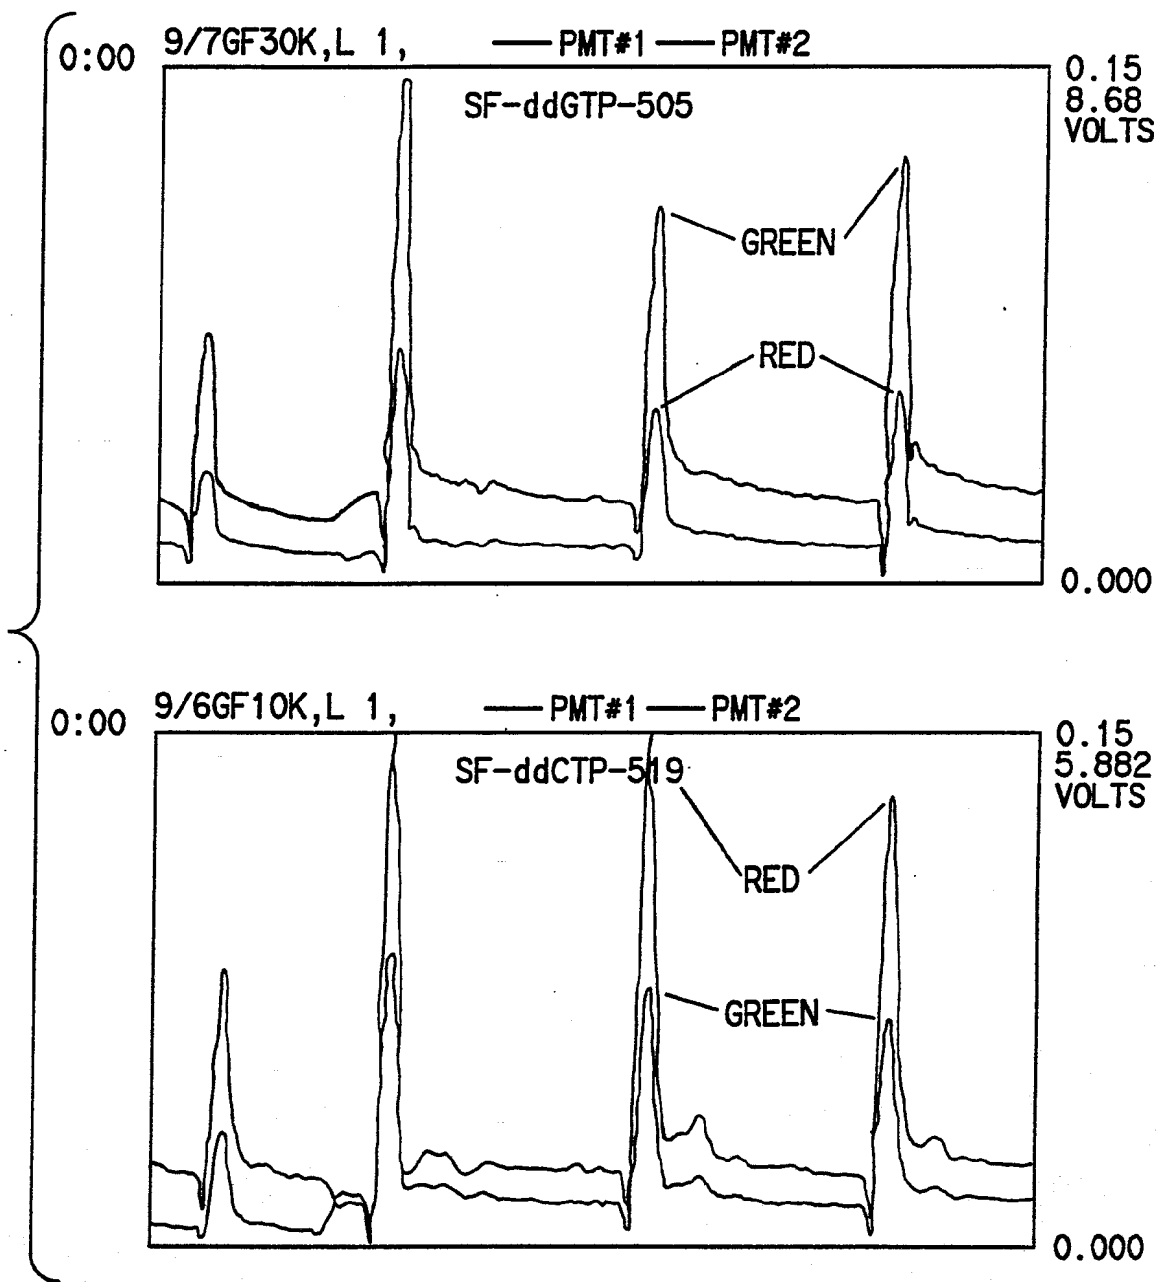 0:00
9/7GF30K,L 1, PMT#1 PMT#2
SF-ddGTP-505
0.15
8.68
VOLTS
GREEN
RED
0.000
0:00
9/6GF10K,L 1, PMT#1 PMT#2
SF-ddCTP-519
0.15
5.882
VOLTS
RED
GREEN
0.000